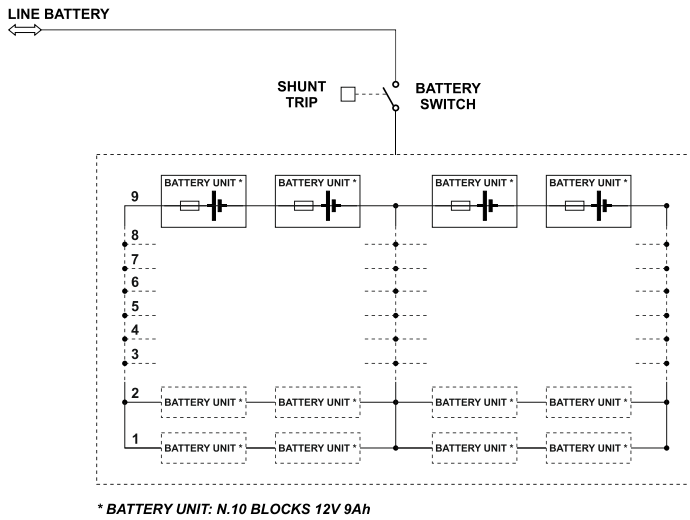 LINE BATTERY
SHUNT
TRIP
BATTERY
SWITCH
BATTERY UNIT *
BATTERY UNIT *
BATTERY UNIT *
BATTERY UNIT *
9
8
7
6
5
4
3
2
BATTERY UNIT *
BATTERY UNIT *
BATTERY UNIT *
BATTERY UNIT *
1
BATTERY UNIT *
BATTERY UNIT *
BATTERY UNIT *
BATTERY UNIT *
* BATTERY UNIT: N.10 BLOCKS 12V 9Ah